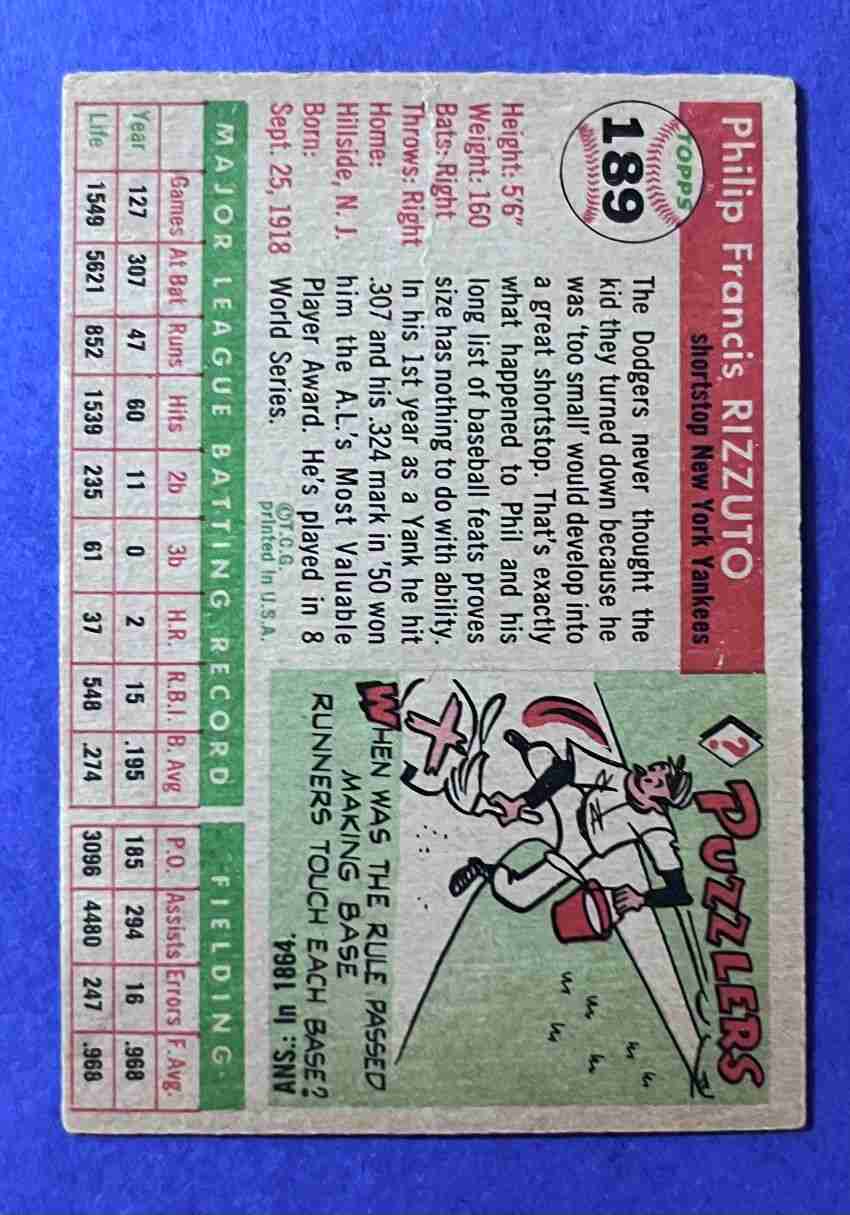 TOPPS
189
Philip Francis RIZZUTO
shortstop New York Yankees
Height: 5'6"
Weight: 160
Bats: Right
Throws: Right
Home:
Hillside, N. J.
Born:
Sept. 25, 1918
The Dodgers never thought the
kid they turned down because he
was 'too small' would develop into
a great shortstop. That's exactly
what happened to Phil and his
long list of baseball feats proves
size has nothing to do with ability.
In his 1st year as a Yank he hit
.307 and his .324 mark in '50 won
him the A.L.'s Most Valuable
Player Award. He's played in 8
World Series.
©T.C.G.
printed in U.S.A.
? PUZZLERS
WHEN WAS THE RULE PASSED
MAKING BASE
RUNNERS TOUCH EACH BASE?
ANS.: In 1864.
MAJOR LEAGUE BATTING RECORD FIELDING
Games At Bat Runs Hits 2b 3b H.R. R.B.I. B. Avg P.O. Assists Errors F. Avg.
Year 127 307 47 60 11 0 2 15 .195 185 294 16 .968
Life 1549 5621 852 1539 235 61 37 548 .274 3096 4480 247 .968